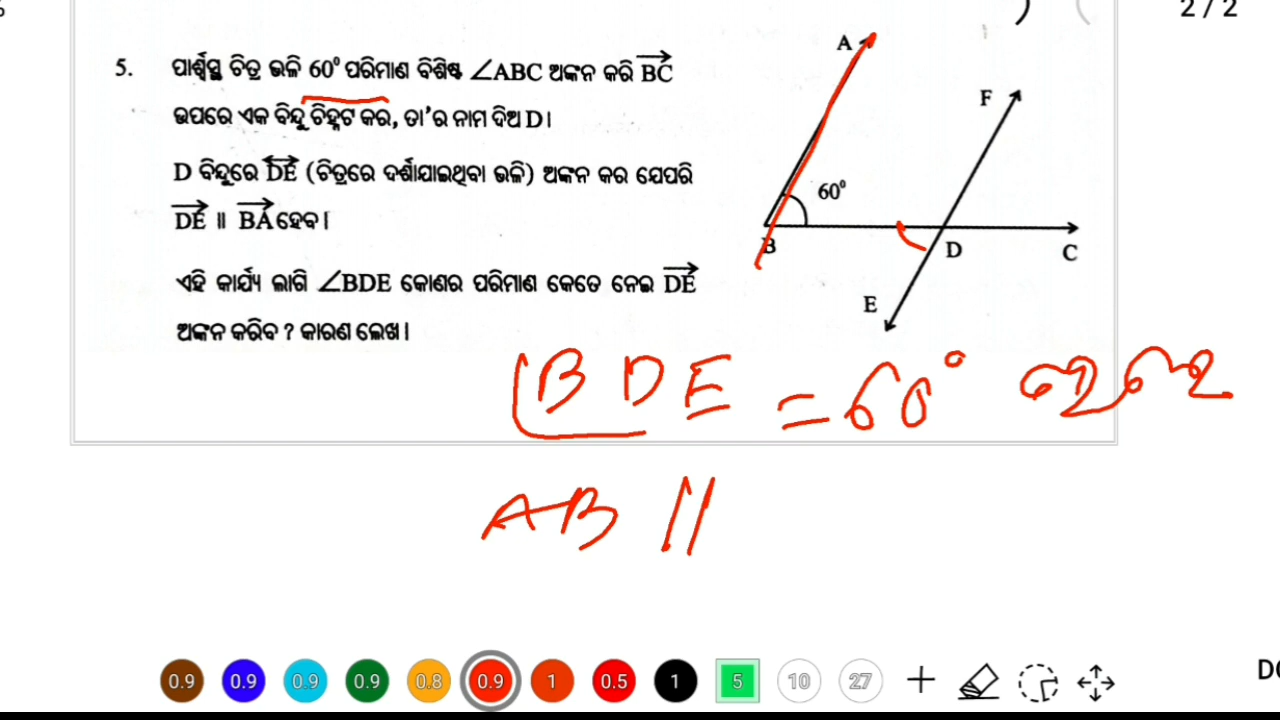 2/2
5. ପାର୍ଶ୍ୱସ୍ଥ ଚିତ୍ର ଭଳି 60° ପରିମାଣ ବିଶିଷ୍ଟ ∠ABC ଅଙ୍କନ କରି BC
ଉପରେ ଏକ ବିନ୍ଦୁ ଚିହ୍ନଟ କର, ତା'ର ନାମ ଦିଅ D।
D ବିନ୍ଦୁରେ DE (ଚିତ୍ରରେ ଦର୍ଶାଯାଇଥିବା ଭଳି) ଅଙ୍କନ କର ଯେପରି
DE || BA ହେବ।
ଏହି କାର୍ଯ୍ୟ ଲାଗି ∠BDE କୋଣର ପରିମାଣ କେତେ ନେଇ DE
ଅଙ୍କନ କରିବ ? କାରଣ ଲେଖ।
A
F
60°
B
D
C
E
∠BDE = 60° ହେଲେ
AB ||
0.9 0.9 0.9 0.9 0.8 0.9 1 0.5 1 5 10 27